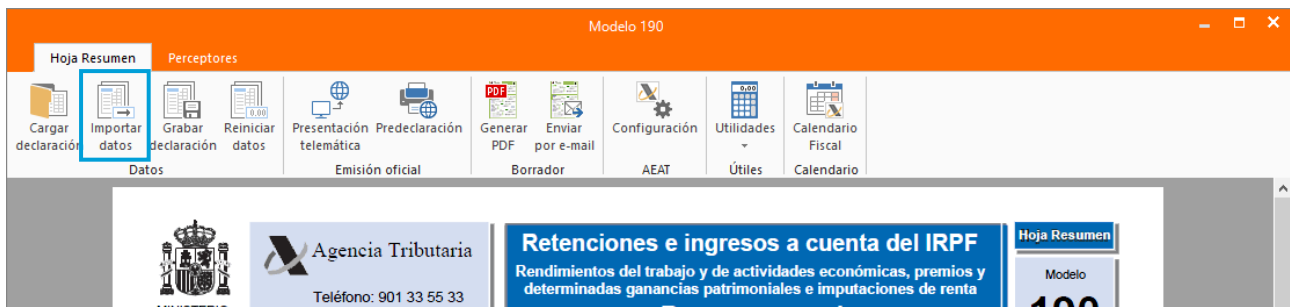 Modelo 190
Hoja Resumen Perceptores
Cargar declaración
Importar datos
Grabar declaración
Reiniciar datos
Presentación telemática
Predeclaración
Generar PDF
Enviar por e-mail
Configuración
Utilidades
Calendario Fiscal
Datos
Emisión oficial
Borrador
AEAT
Útiles
Calendario
Agencia Tributaria
Teléfono: 901 33 55 33
Retenciones e ingresos a cuenta del IRPF
Rendimientos del trabajo y de actividades económicas, premios y
determinadas ganancias patrimoniales e imputaciones de renta
Hoja Resumen
Modelo
190